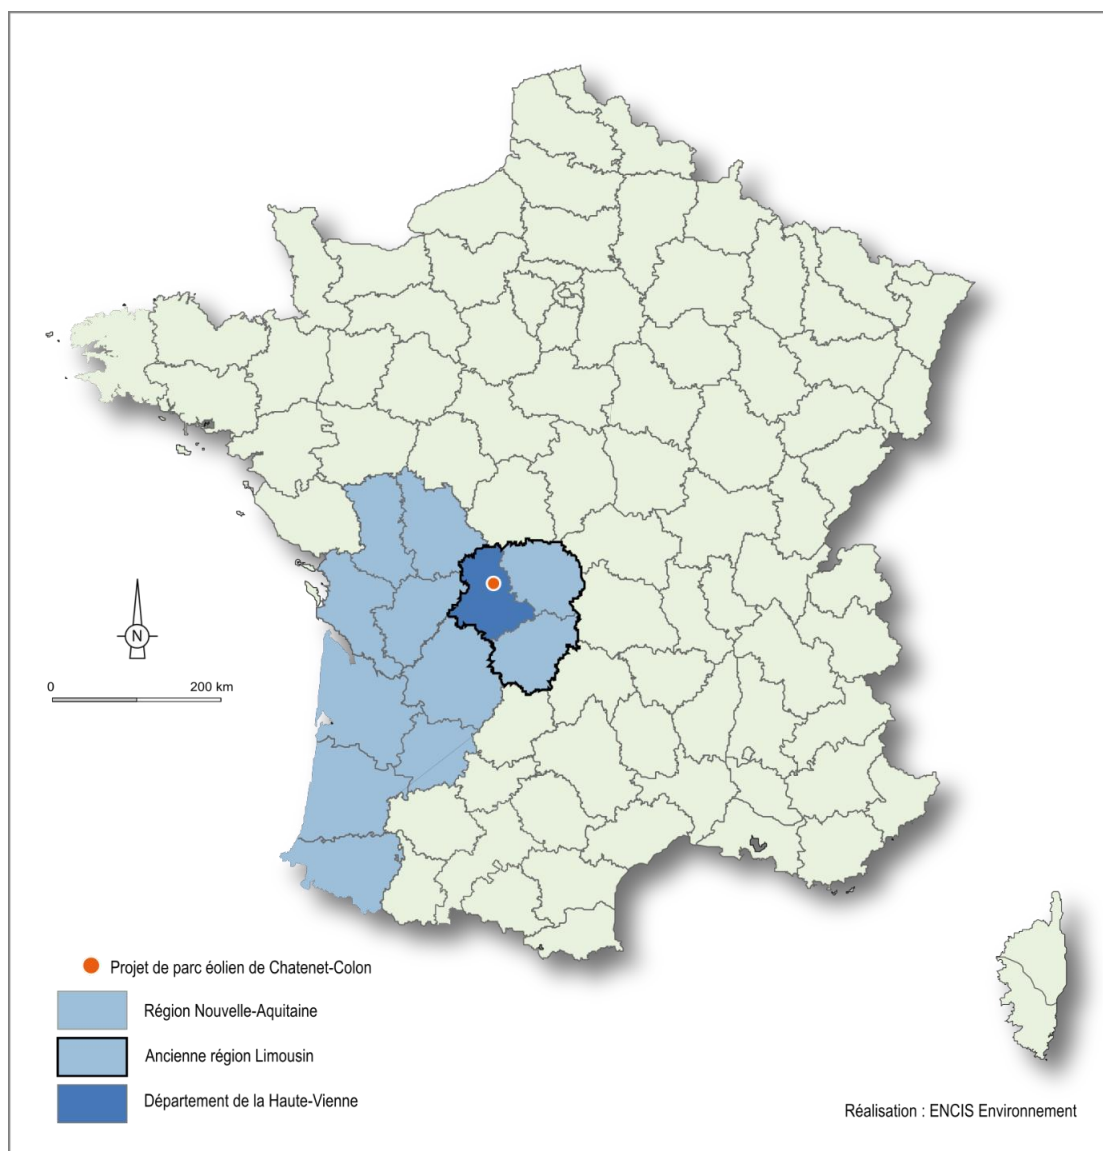 N
0 200 km
Projet de parc éolien de Chatenet-Colon
Région Nouvelle-Aquitaine
Ancienne région Limousin
Département de la Haute-Vienne
Réalisation : ENCIS Environnement